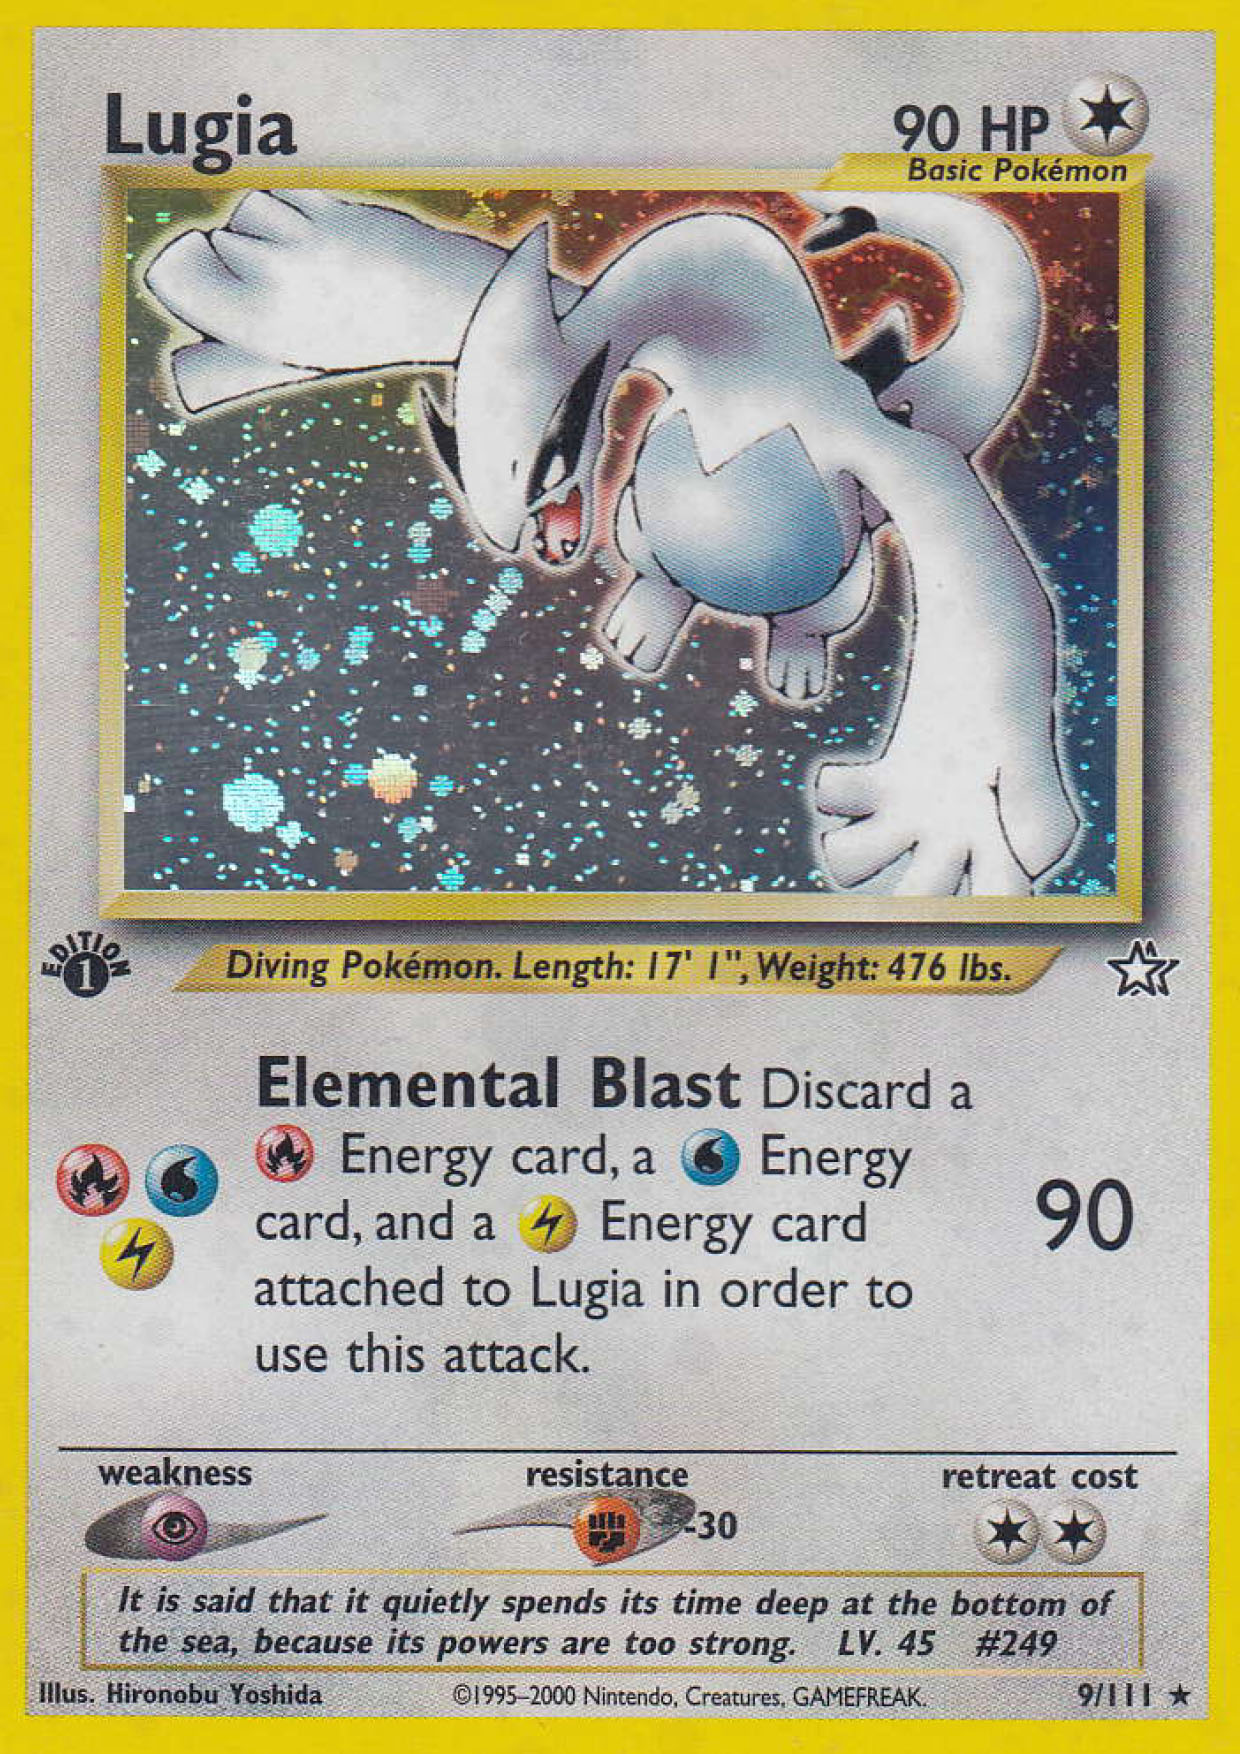 Lugia
90 HP
Basic Pokémon
EDITION
1
Diving Pokémon. Length: 17' 1", Weight: 476 lbs.
Elemental Blast Discard a
Energy card, a Energy
card, and a Energy card
attached to Lugia in order to
use this attack.
90
weakness
resistance
retreat cost
-30
It is said that it quietly spends its time deep at the bottom of
the sea, because its powers are too strong. LV. 45 #249
Illus. Hironobu Yoshida
©1995–2000 Nintendo, Creatures, GAMEFREAK.
9/111 ★